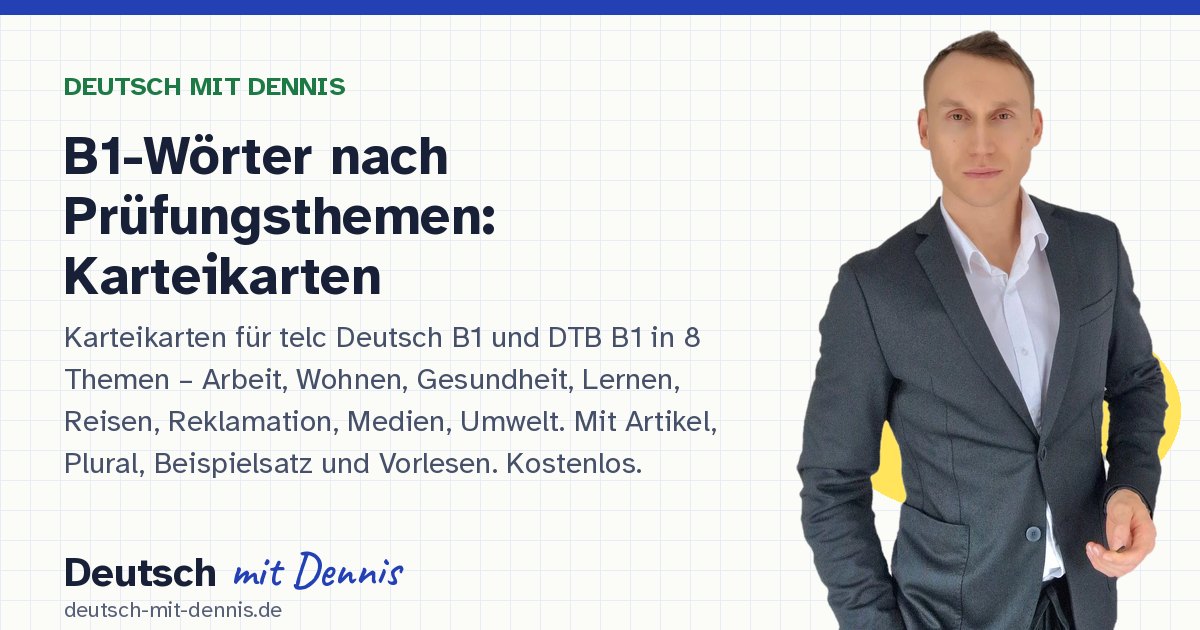 DEUTSCH MIT DENNIS
B1-Wörter nach
Prüfungsthemen:
Karteikarten
Karteikarten für telc Deutsch B1 und DTB B1 in 8
Themen – Arbeit, Wohnen, Gesundheit, Lernen,
Reisen, Reklamation, Medien, Umwelt. Mit Artikel,
Plural, Beispielsatz und Vorlesen. Kostenlos.
Deutsch mit Dennis
deutsch-mit-dennis.de